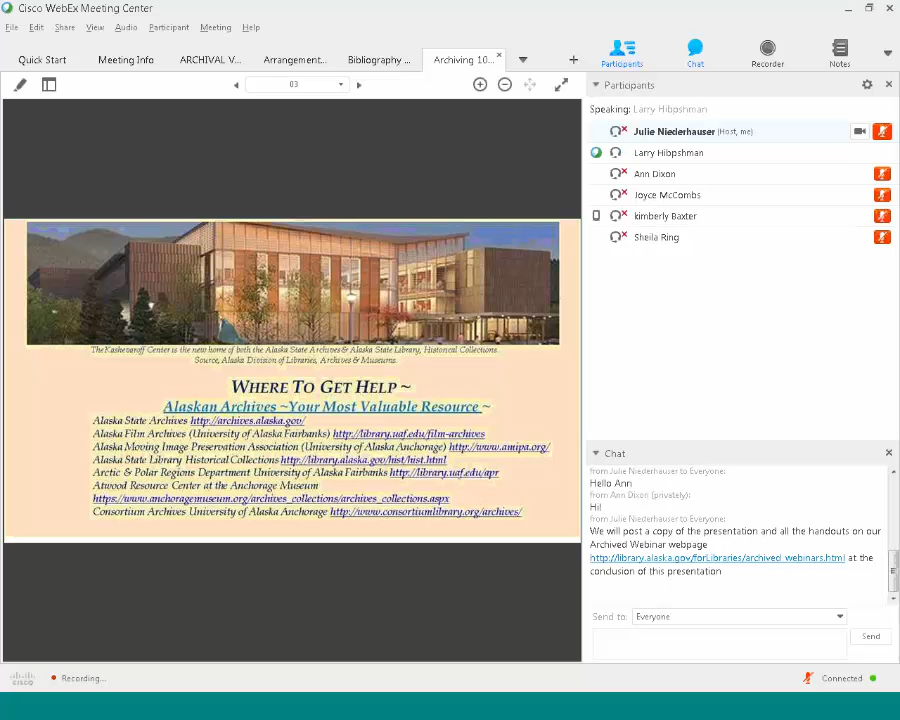 Cisco WebEx Meeting Center
File Edit Share View Audio Participant Meeting Help
Quick Start Meeting Info ARCHIVAL V... Arrangement... Bibliography ... Archiving 10...
Participants Chat Recorder Notes
03
The Kashevaroff Center is the new home of both the Alaska State Archives & Alaska State Library, Historical Collections.
Source, Alaska Division of Libraries, Archives & Museums.
WHERE TO GET HELP ~
Alaskan Archives ~Your Most Valuable Resource ~
Alaska State Archives http://archives.alaska.gov/
Alaska Film Archives (University of Alaska Fairbanks) http://library.uaf.edu/film-archives
Alaska Moving Image Preservation Association (University of Alaska Anchorage) http://www.amipa.org/
Alaska State Library Historical Collections http://library.alaska.gov/hist/hist.html
Arctic & Polar Regions Department University of Alaska Fairbanks http://library.uaf.edu/apr
Atwood Resource Center at the Anchorage Museum
https://www.anchoragemuseum.org/archives_collections/archives_collections.aspx
Consortium Archives University of Alaska Anchorage http://www.consortiumlibrary.org/archives/
Participants
Speaking: Larry Hibpshman
Julie Niederhauser (Host, me)
Larry Hibpshman
Ann Dixon
Joyce McCombs
kimberly Baxter
Sheila Ring
Chat
from Julie Niederhauser to Everyone:
Hello Ann
from Ann Dixon (privately):
Hi!
from Julie Niederhauser to Everyone:
We will post a copy of the presentation and all the handouts on our
Archived Webinar webpage
http://library.alaska.gov/forLibraries/archived_webinars.html at the
conclusion of this presentation
Send to: Everyone
Send
cisco
Recording...
Connected